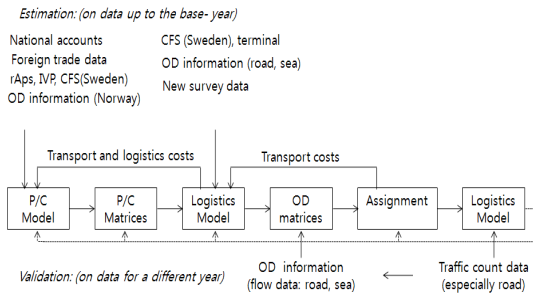 Estimation: (on data up to the base- year)
National accounts
Foreign trade data
rAps, IVP, CFS(Sweden)
OD information (Norway)
CFS (Sweden), terminal
OD information (road, sea)
New survey data
Transport and logistics costs
Transport costs
P/C
Model
P/C
Matrices
Logistics
Model
OD
matrices
Assignment
Logistics
Model
Validation: (on data for a different year)
OD information
(flow data: road, sea)
Traffic count data
(especially road)